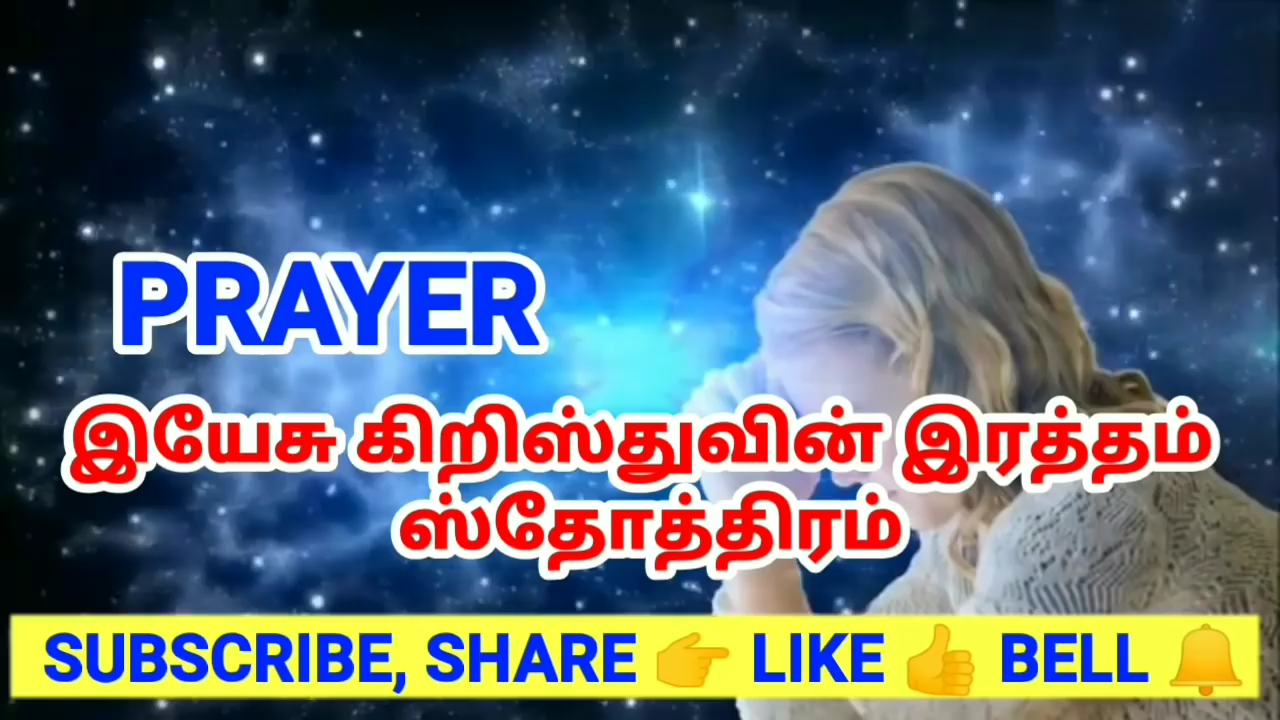 PRAYER
இயேசு கிறிஸ்துவின் இரத்தம்
ஸ்தோத்திரம்
SUBSCRIBE, SHARE 👉 LIKE 👍 BELL 🔔